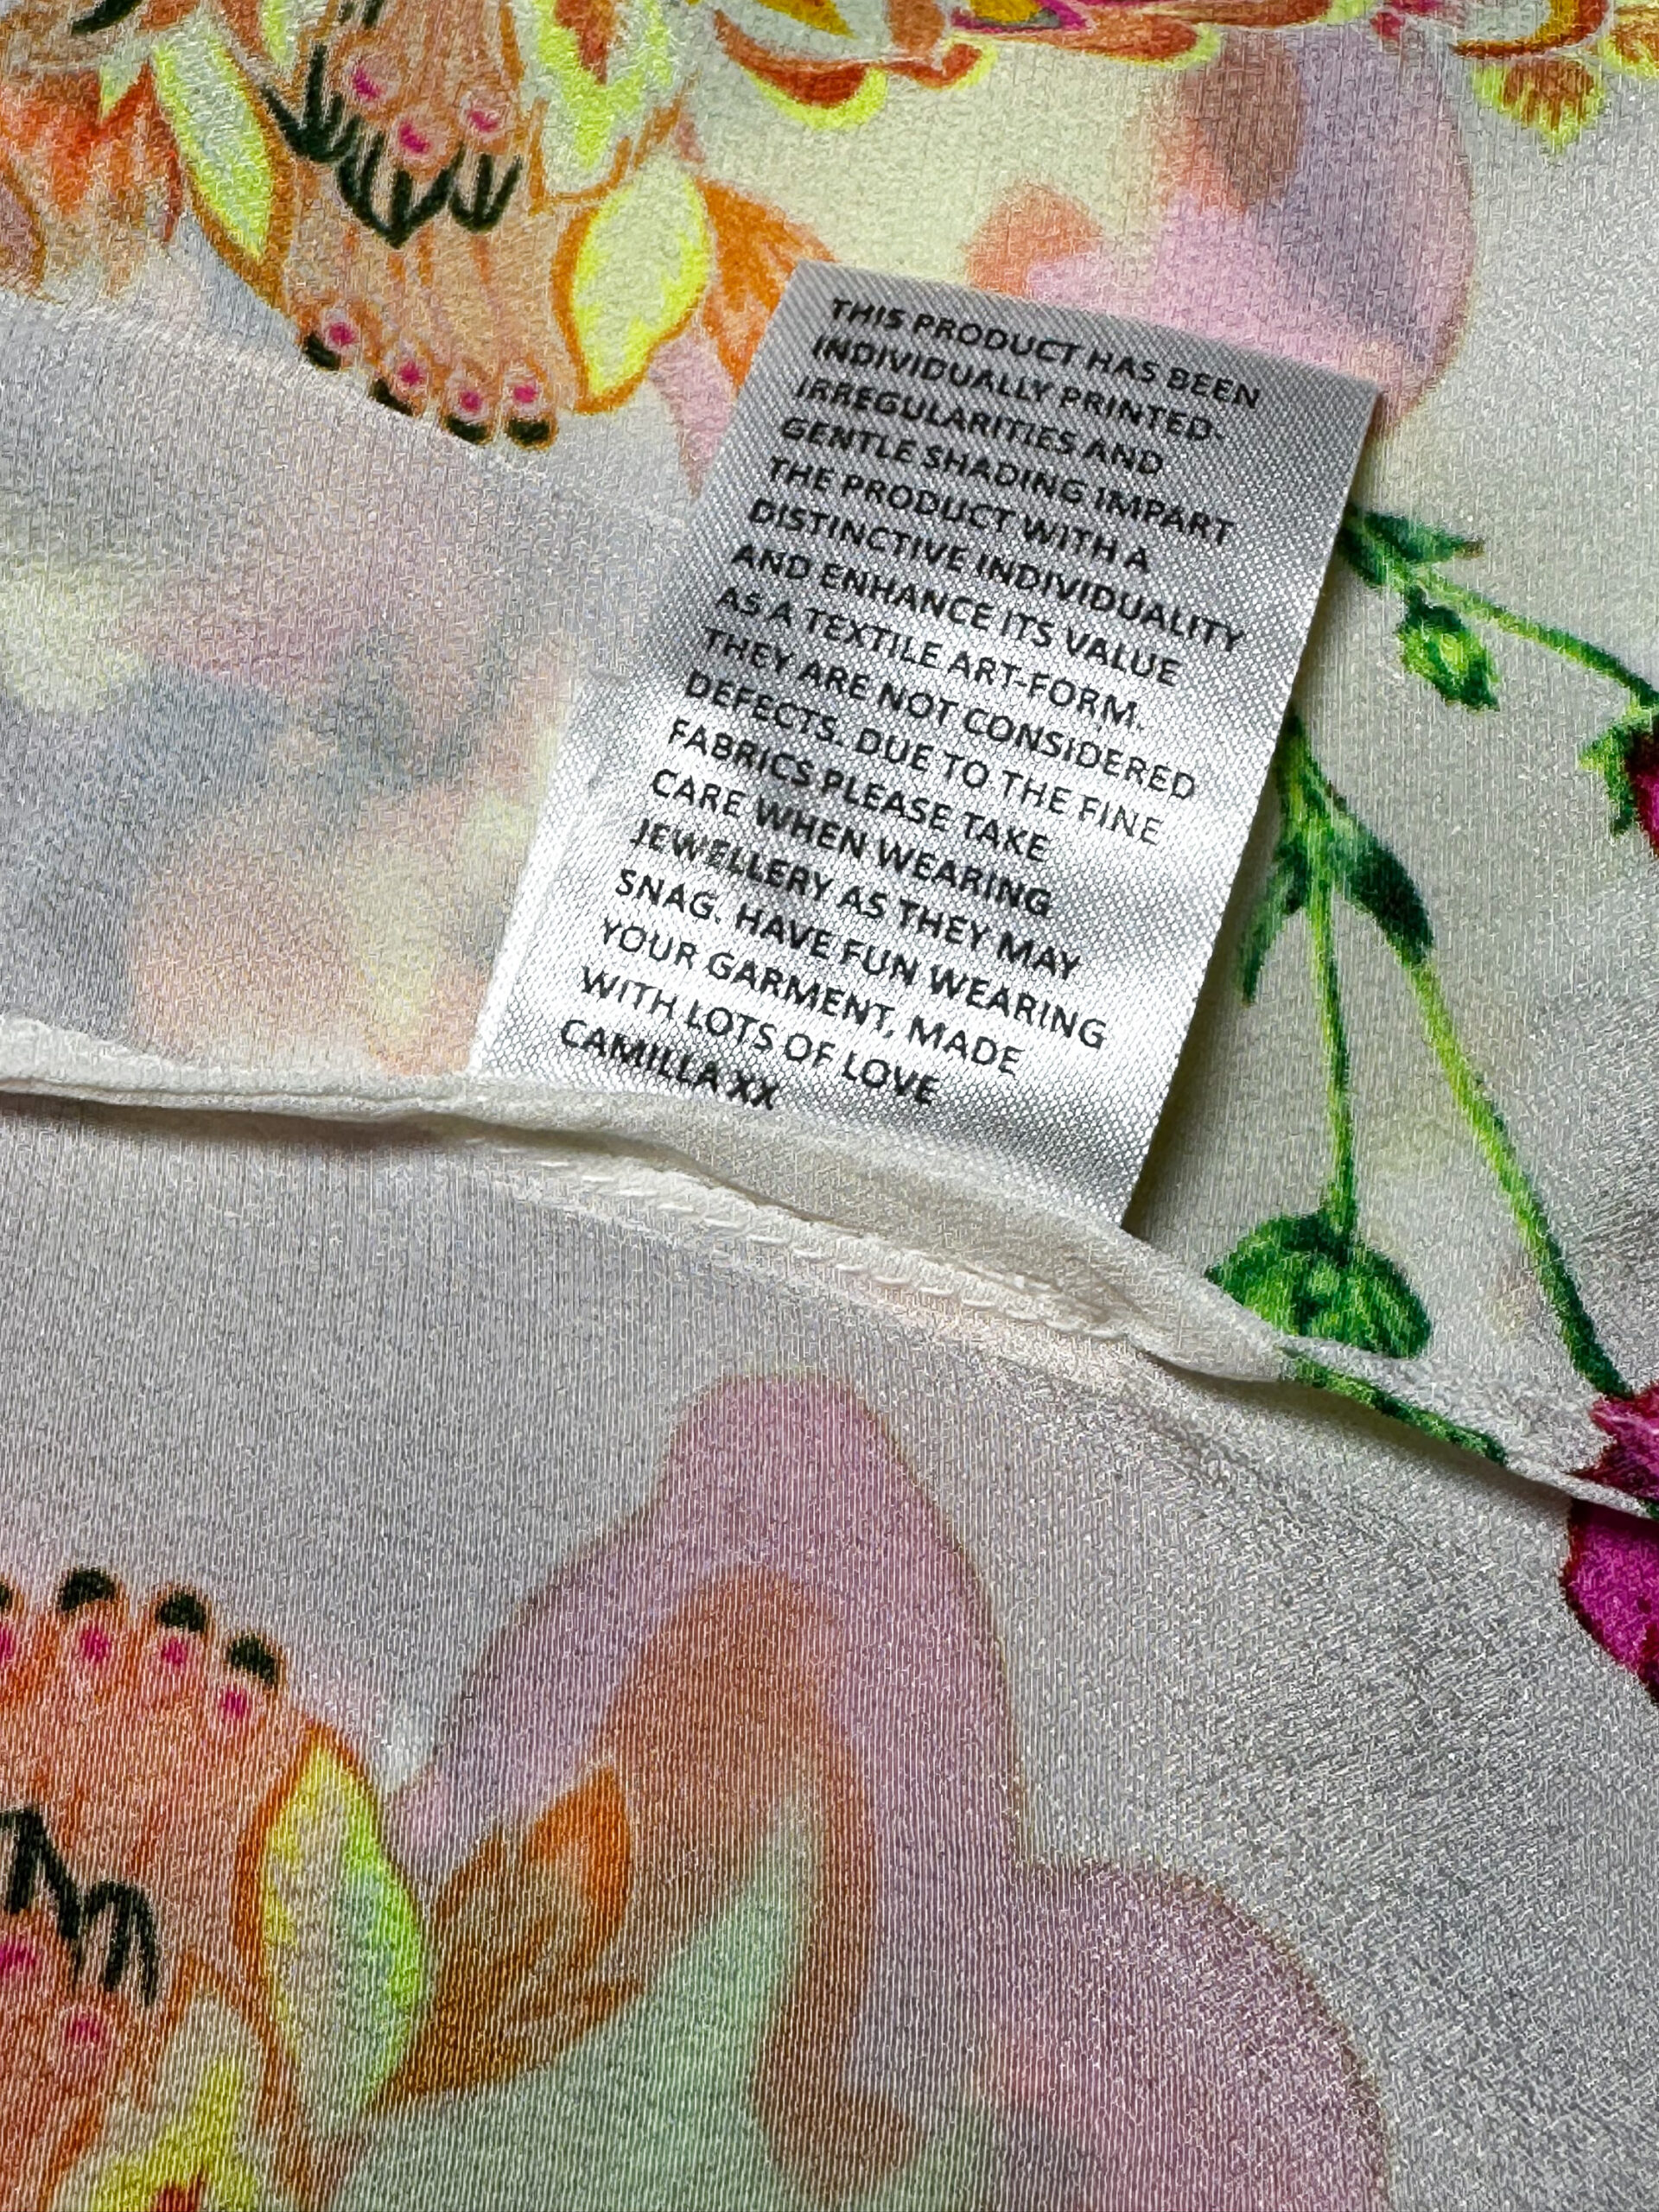 THIS PRODUCT HAS BEEN
INDIVIDUALLY PRINTED-
IRREGULARITIES AND
GENTLE SHADING IMPART
THE PRODUCT WITH A
DISTINCTIVE INDIVIDUALITY
AND ENHANCE ITS VALUE
AS A TEXTILE ART-FORM.
THEY ARE NOT CONSIDERED
DEFECTS. DUE TO THE FINE
FABRICS PLEASE TAKE
CARE WHEN WEARING
JEWELLERY AS THEY MAY
SNAG. HAVE FUN WEARING
YOUR GARMENT, MADE
WITH LOTS OF LOVE
CAMILLA XX